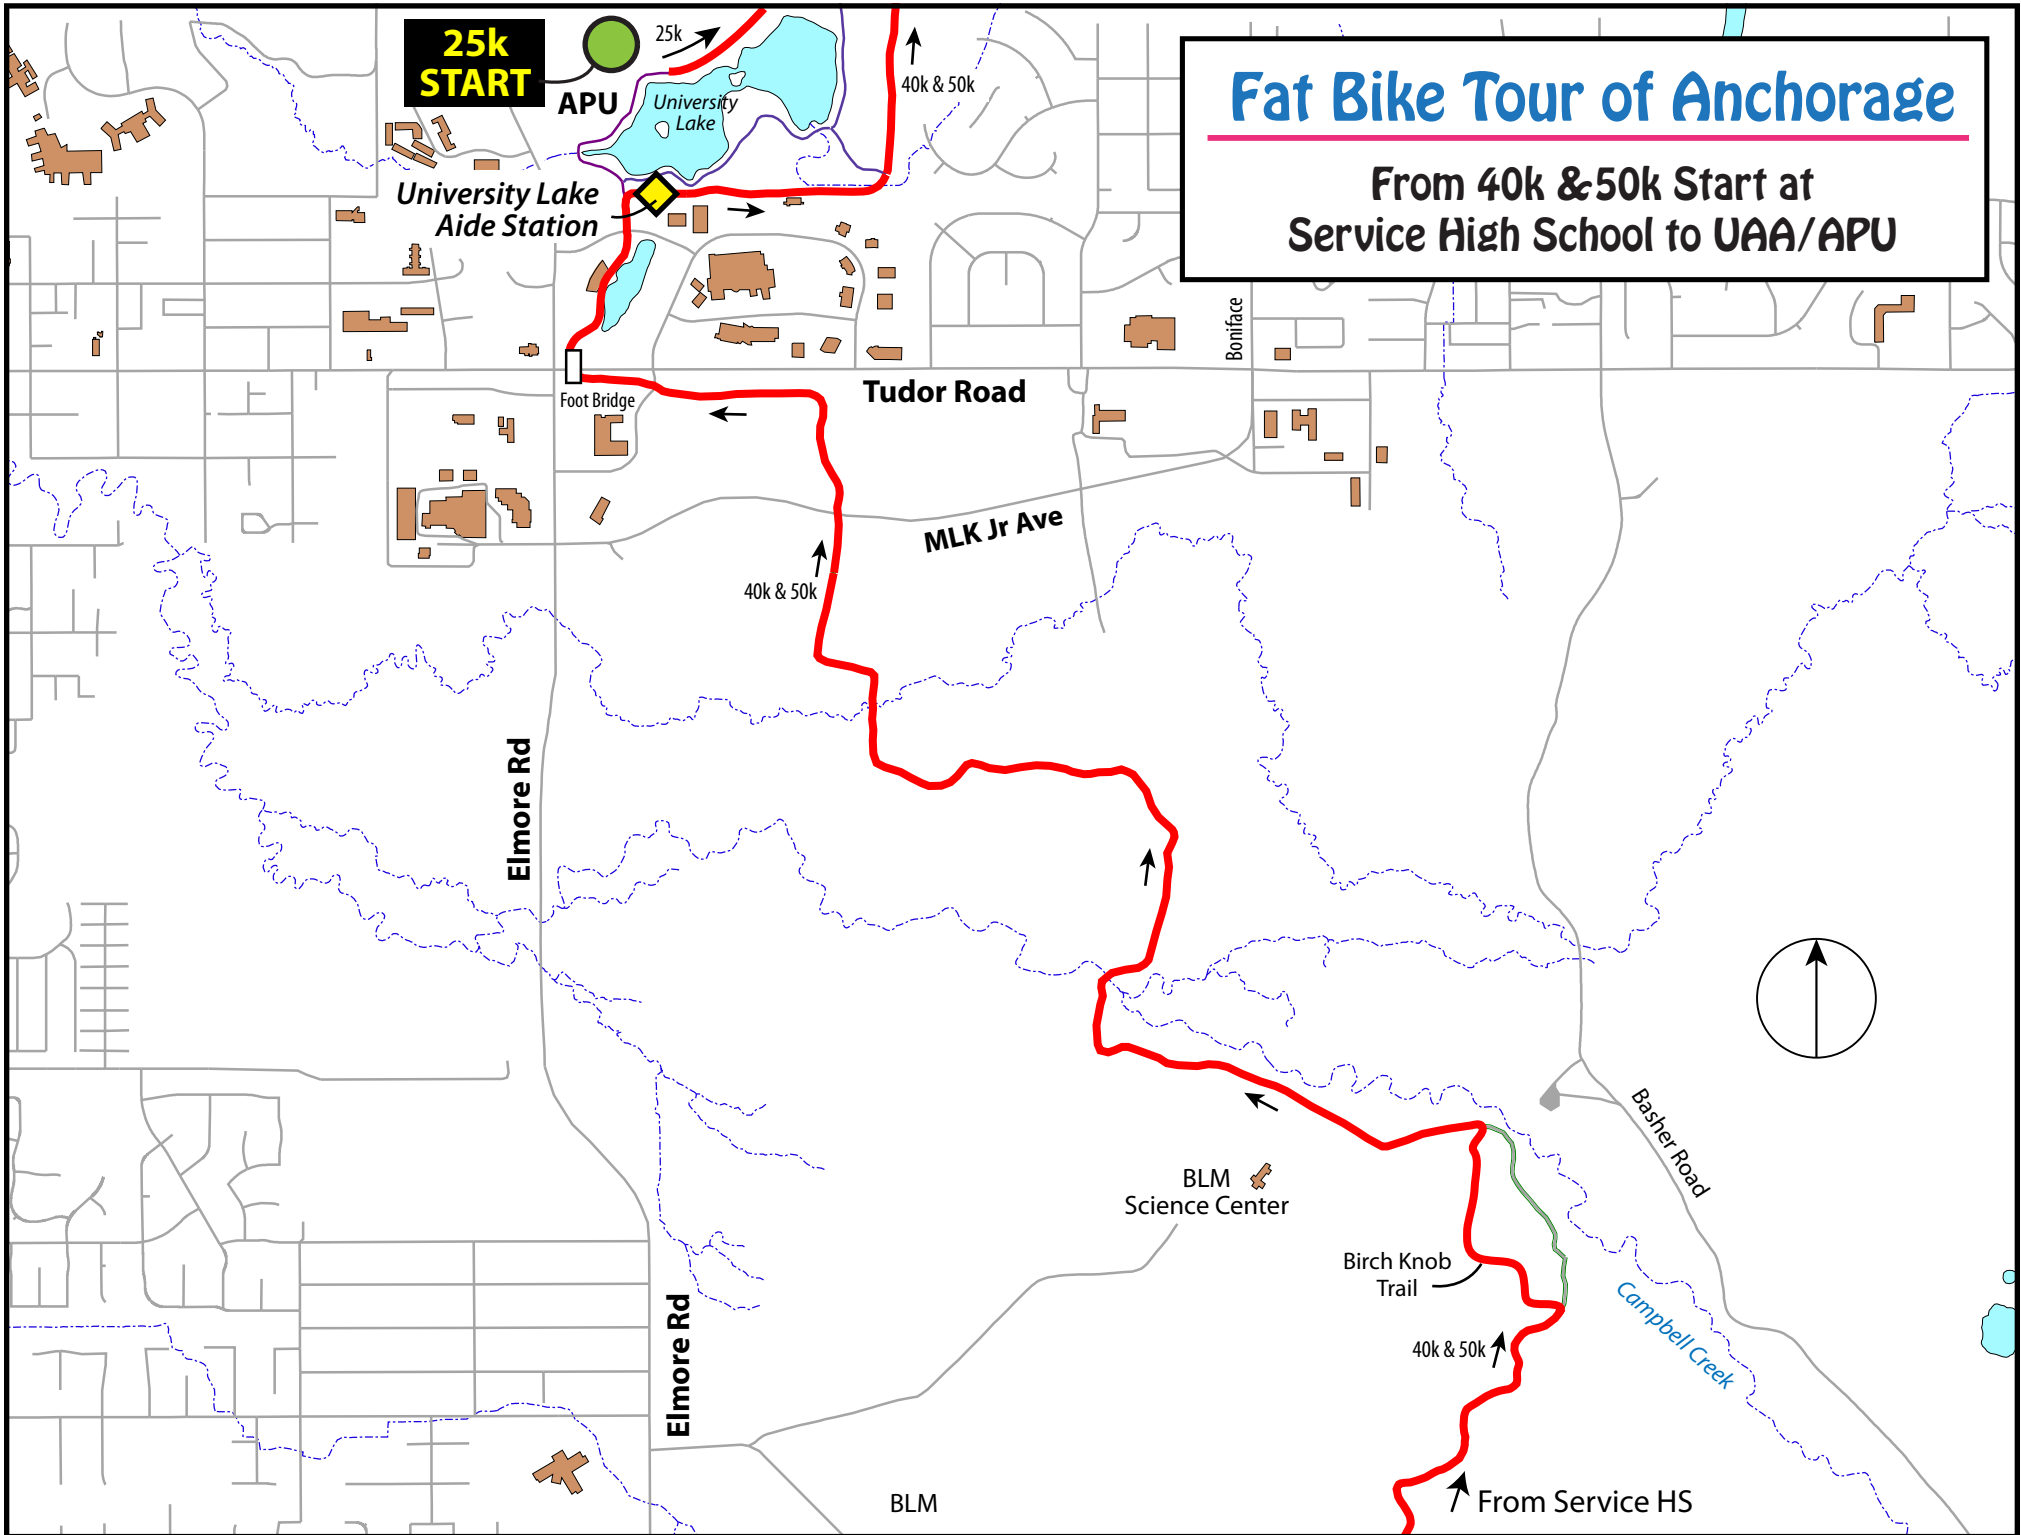 25k
START
APU
25k
University
Lake
40k & 50k
Fat Bike Tour of Anchorage
From 40k & 50k Start at
Service High School to UAA/APU
University Lake
Aide Station
Boniface
Foot Bridge
Tudor Road
MLK Jr Ave
40k & 50k
Elmore Rd
Basher Road
BLM
Science Center
Birch Knob
Trail
Campbell Creek
40k & 50k
Elmore Rd
BLM
From Service HS